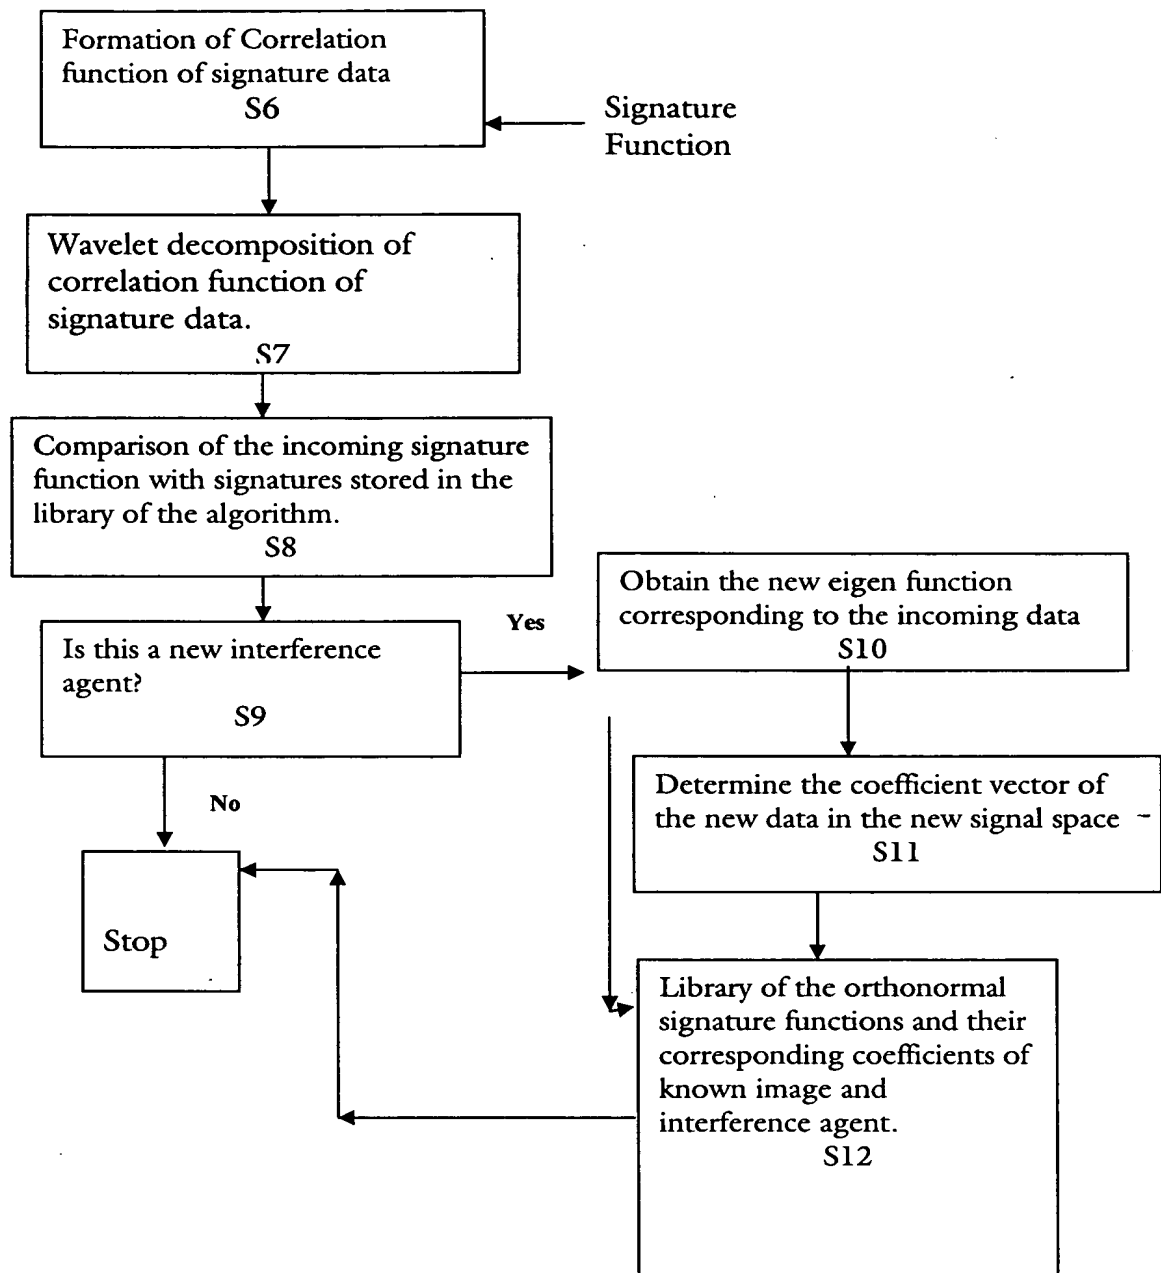 Formation of Correlation
function of signature data
S6
Signature
Function
Wavelet decomposition of
correlation function of
signature data.
S7
Comparison of the incoming signature
function with signatures stored in the
library of the algorithm.
S8
Is this a new interference
agent?
S9
Yes
No
Stop
Obtain the new eigen function
corresponding to the incoming data
S10
Determine the coefficient vector of
the new data in the new signal space
S11
Library of the orthonormal
signature functions and their
corresponding coefficients of
known image and
interference agent.
S12